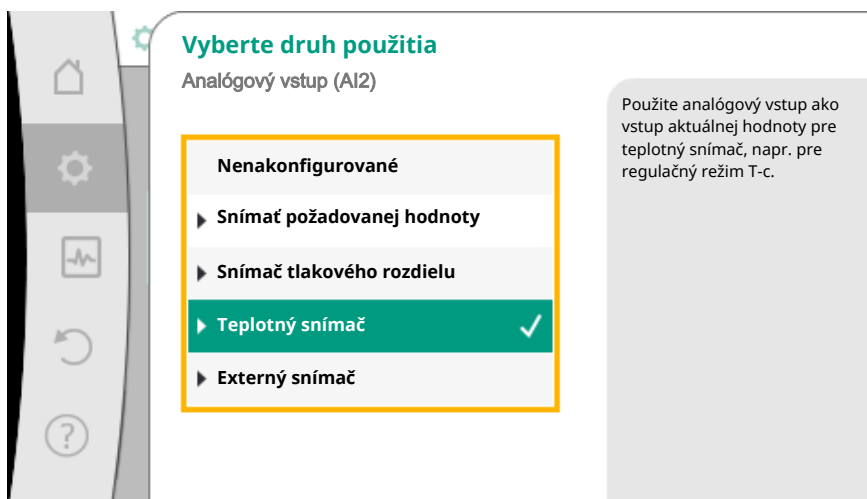 Vyberte druh použitia
Analógový vstup (AI2)
Nenakonfigurované
Snímať požadovanej hodnoty
Snímač tlakového rozdielu
Teplotný snímač
Externý snímač
Použite analógový vstup ako
vstup aktuálnej hodnoty pre
teplotný snímač, napr. pre
regulačný režim T-c.
?